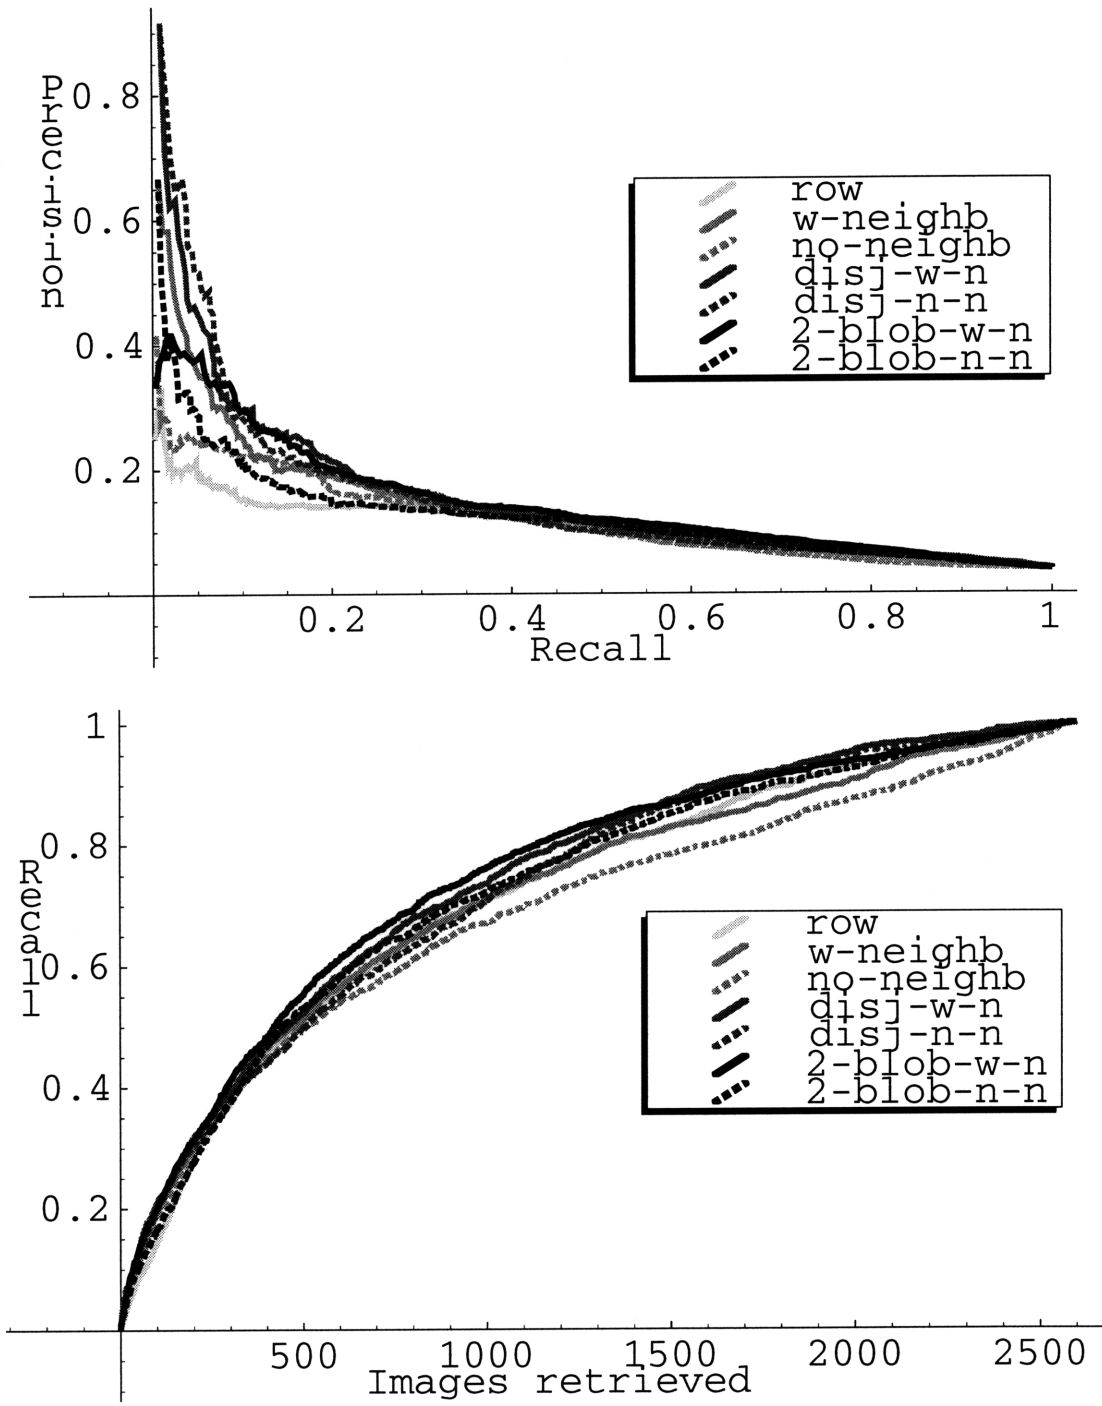 Precision
0.8
0.6
0.4
0.2
row
w-neighb
no-neighb
disj-w-n
disj-n-n
2-blob-w-n
2-blob-n-n
0.2 0.4 0.6 0.8 1
Recall
1
0.8
0.6
0.4
0.2
Recall
row
w-neighb
no-neighb
disj-w-n
disj-n-n
2-blob-w-n
2-blob-n-n
500 1000 1500 2000 2500
Images retrieved